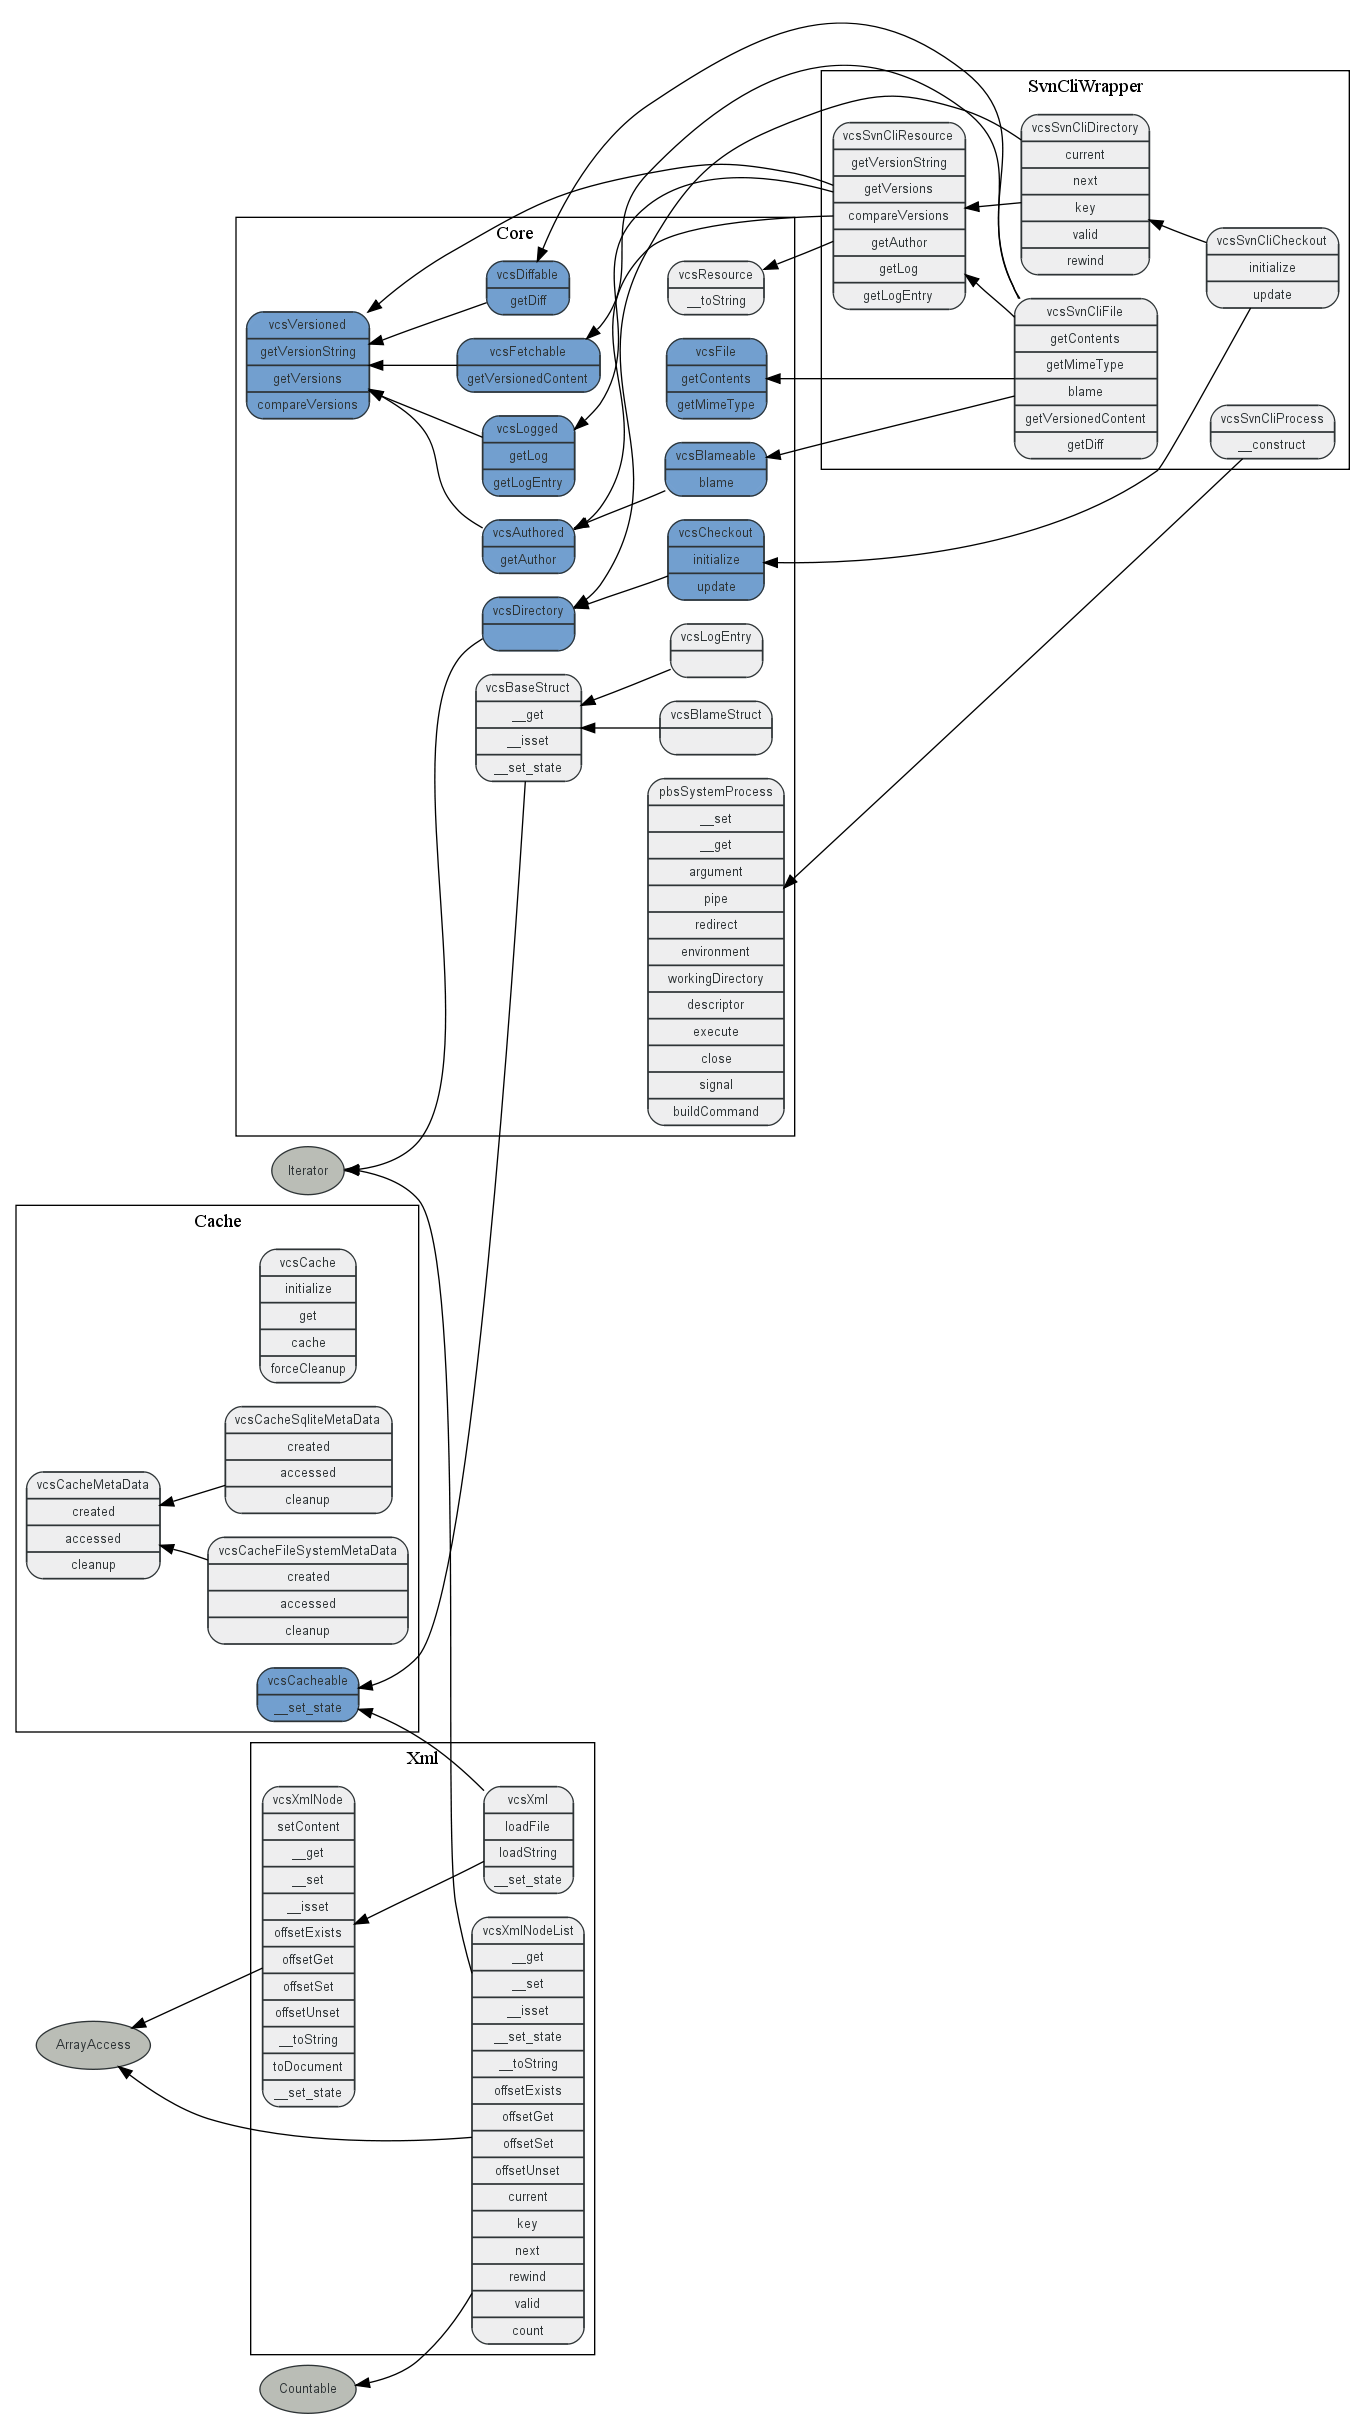 SvnCliWrapper
vcsSvnCliResource
getVersionString
getVersions
compareVersions
getAuthor
getLog
getLogEntry
vcsSvnCliDirectory
current
next
key
valid
rewind
vcsSvnCliCheckout
initialize
update
vcsSvnCliFile
getContents
getMimeType
blame
getVersionedContent
getDiff
vcsSvnCliProcess
__construct
Core
vcsVersioned
getVersionString
getVersions
compareVersions
vcsDiffable
getDiff
vcsFetchable
getVersionedContent
vcsLogged
getLog
getLogEntry
vcsAuthored
getAuthor
vcsDirectory
vcsBaseStruct
__get
__isset
__set_state
vcsResource
__toString
vcsFile
getContents
getMimeType
vcsBlameable
blame
vcsCheckout
initialize
update
vcsLogEntry
vcsBlameStruct
pbsSystemProcess
__set
__get
argument
pipe
redirect
environment
workingDirectory
descriptor
execute
close
signal
buildCommand
Iterator
Cache
vcsCache
initialize
get
cache
forceCleanup
vcsCacheMetaData
created
accessed
cleanup
vcsCacheSqliteMetaData
created
accessed
cleanup
vcsCacheFileSystemMetaData
created
accessed
cleanup
vcsCacheable
__set_state
Xml
vcsXmlNode
setContent
__get
__set
__isset
offsetExists
offsetGet
offsetSet
offsetUnset
__toString
toDocument
__set_state
vcsXml
loadFile
loadString
__set_state
vcsXmlNodeList
__get
__set
__isset
__set_state
__toString
offsetExists
offsetGet
offsetSet
offsetUnset
current
key
next
rewind
valid
count
ArrayAccess
Countable